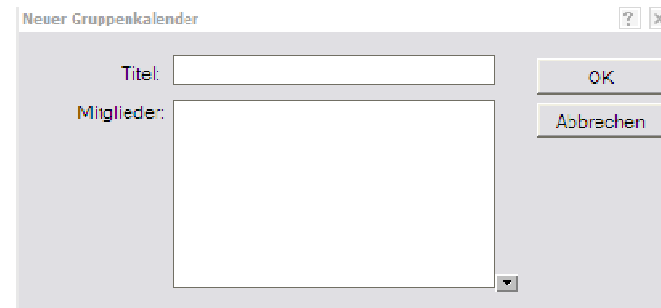 Neuer Gruppenkalender
Titel:
OK
Mitglieder:
Abbrechen